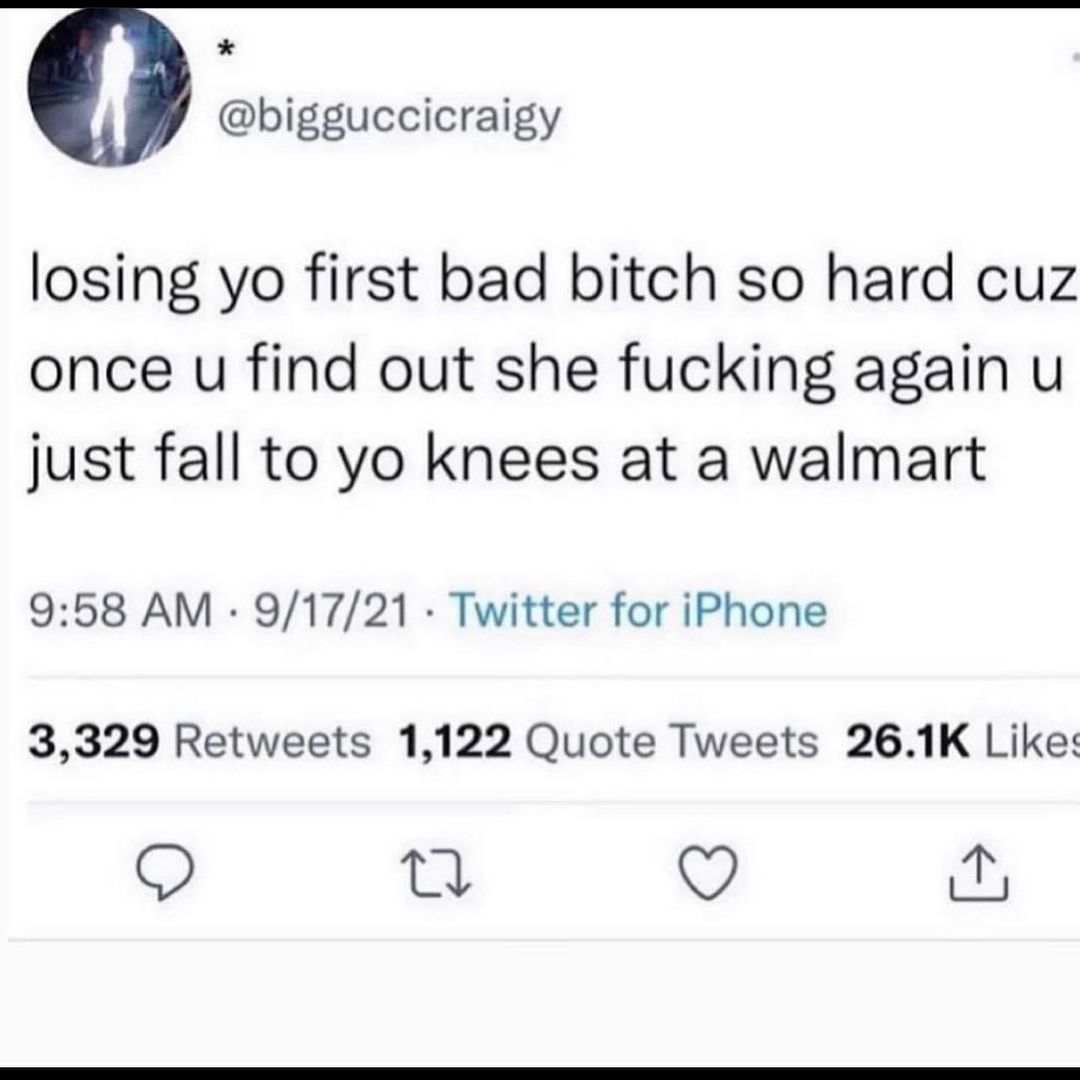 *
@bigguccicraigy
losing yo first bad bitch so hard cuz
once u find out she fucking again u
just fall to yo knees at a walmart
9:58 AM · 9/17/21 · Twitter for iPhone
3,329 Retweets 1,122 Quote Tweets 26.1K Likes